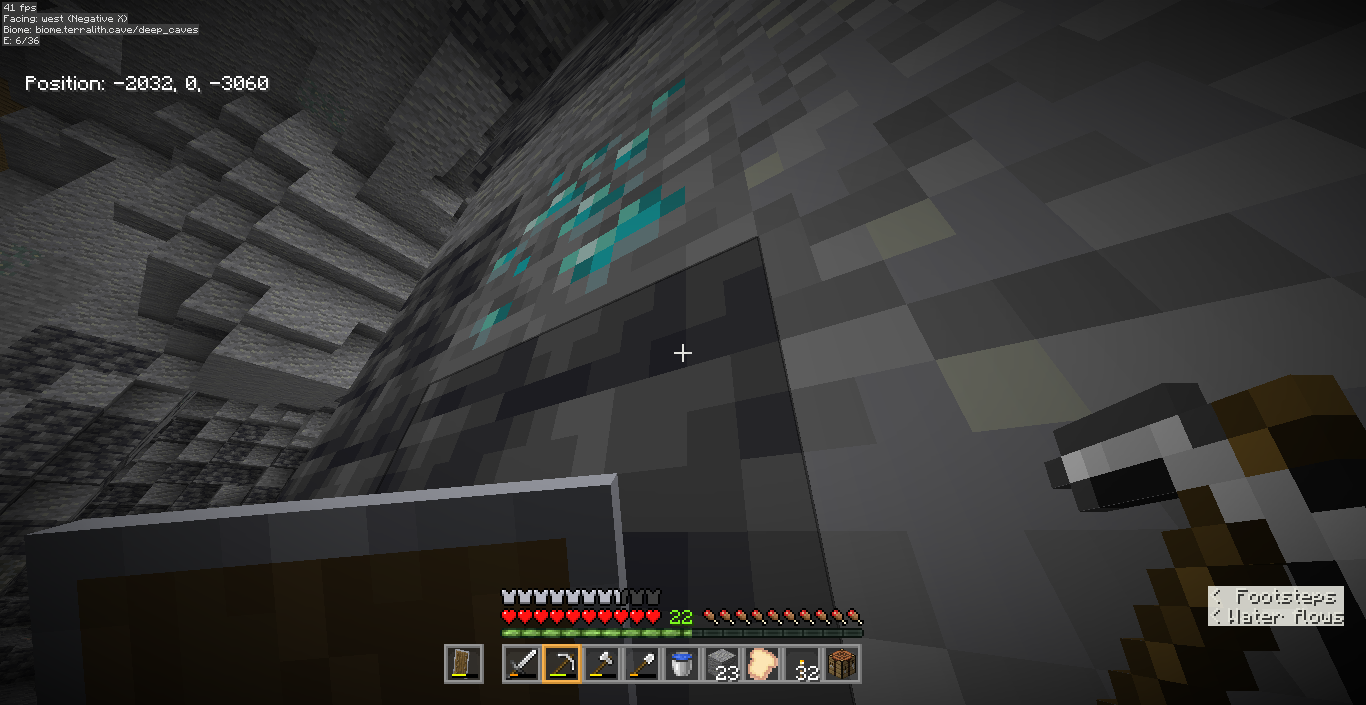 41 fps
Facing: west (Negative X)
Biome: biome.terralith.cave/deep_caves
E: 6/36
Position: -2032, 0, -3060
< Footsteps
< Water flows
22
23
32